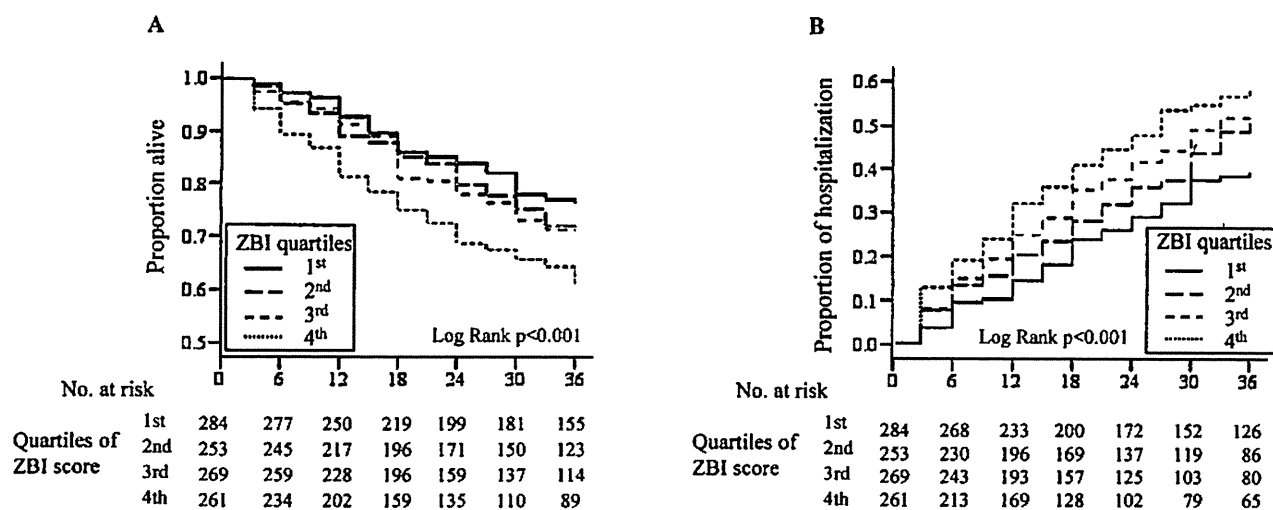 A
Proportion alive
1.0
0.9
0.8
0.7
0.6
0.5
ZBI quartiles
1st
2nd
3rd
4th
Log Rank p<0.001
0 6 12 18 24 30 36
No. at risk
Quartiles of
ZBI score
1st 284 277 250 219 199 181 155
2nd 253 245 217 196 171 150 123
3rd 269 259 228 196 159 137 114
4th 261 234 202 159 135 110 89
B
Proportion of hospitalization
0.6
0.5
0.4
0.3
0.2
0.1
0.0
ZBI quartiles
1st
2nd
3rd
4th
Log Rank p<0.001
0 6 12 18 24 30 36
Quartiles of
ZBI score
1st 284 268 233 200 172 152 126
2nd 253 230 196 169 137 119 86
3rd 269 243 193 157 125 103 80
4th 261 213 169 128 102 79 65